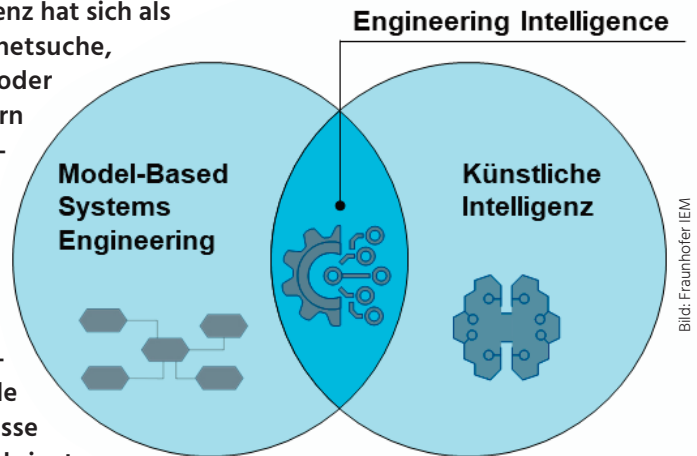 enz hat sich als
netsuche,
oder
rn
-
-
le
sse
Engineering Intelligence
Model-Based
Systems
Engineering
Künstliche
Intelligenz
Bild: Fraunhofer IEM